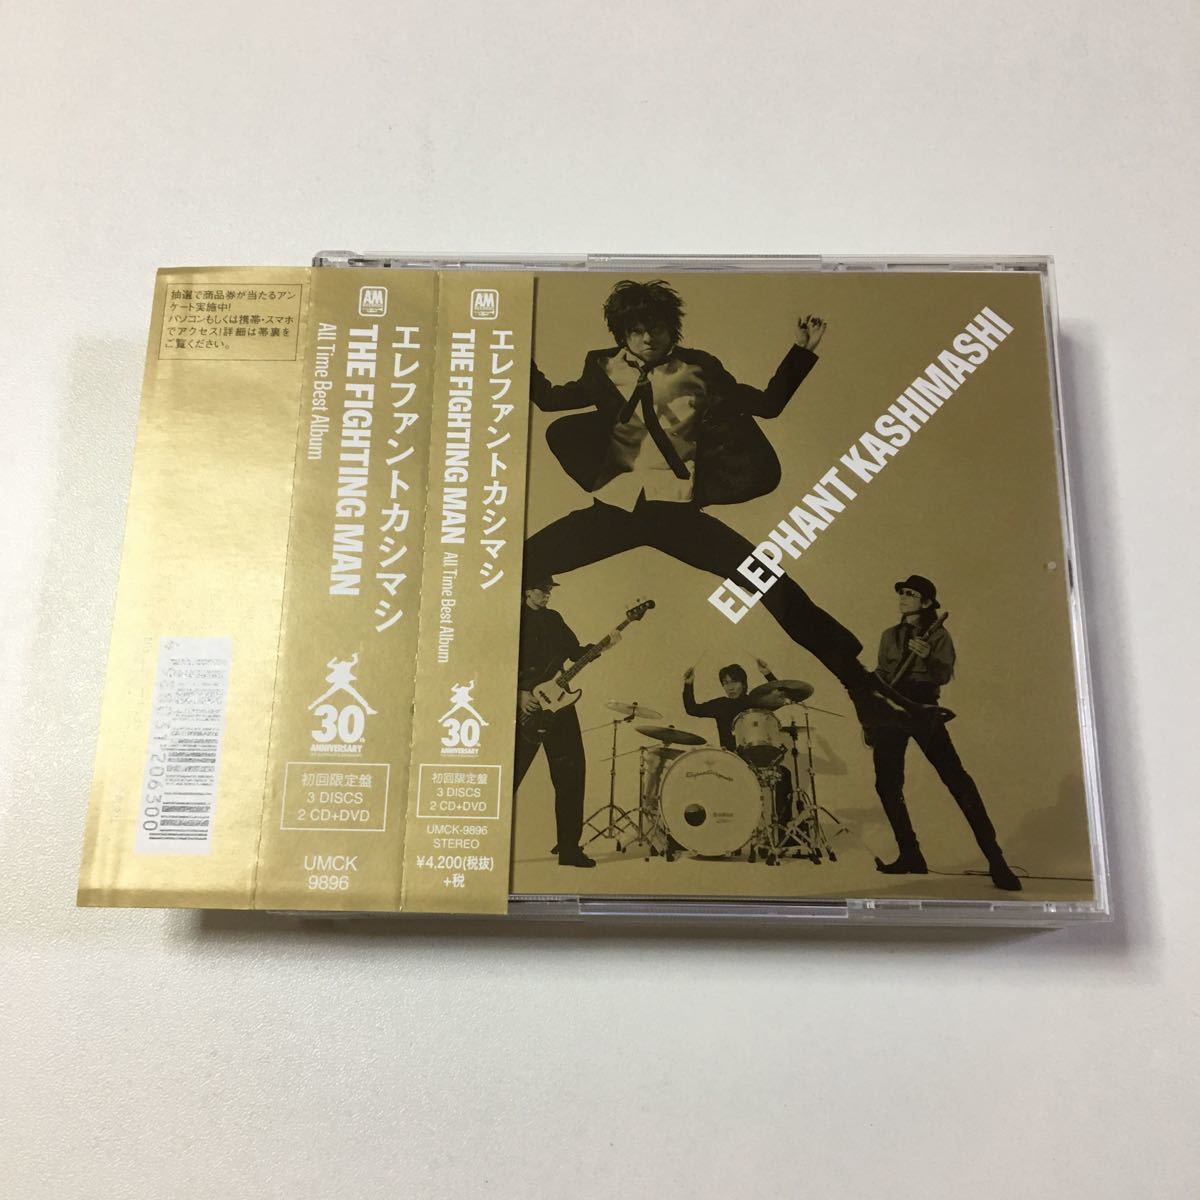 抽選で商品券が当たるアン
ケート実施中!
パソコンもしくは携帯・スマホ
でアクセス!詳細は帯裏を
ご覧ください。
206300
A&M
エレファントカシマシ
THE FIGHTING MAN
All Time Best Album
30th
ANNIVERSARY
初回限定盤
3 DISCS
2 CD+DVD
UMCK
9896
A&M
エレファントカシマシ
THE FIGHTING MAN
All Time Best Album
30th
ANNIVERSARY
初回限定盤
3 DISCS
2 CD+DVD
UMCK-9896
STEREO
¥4,200(税抜)
+税
ELEPHANT KASHIMASHI